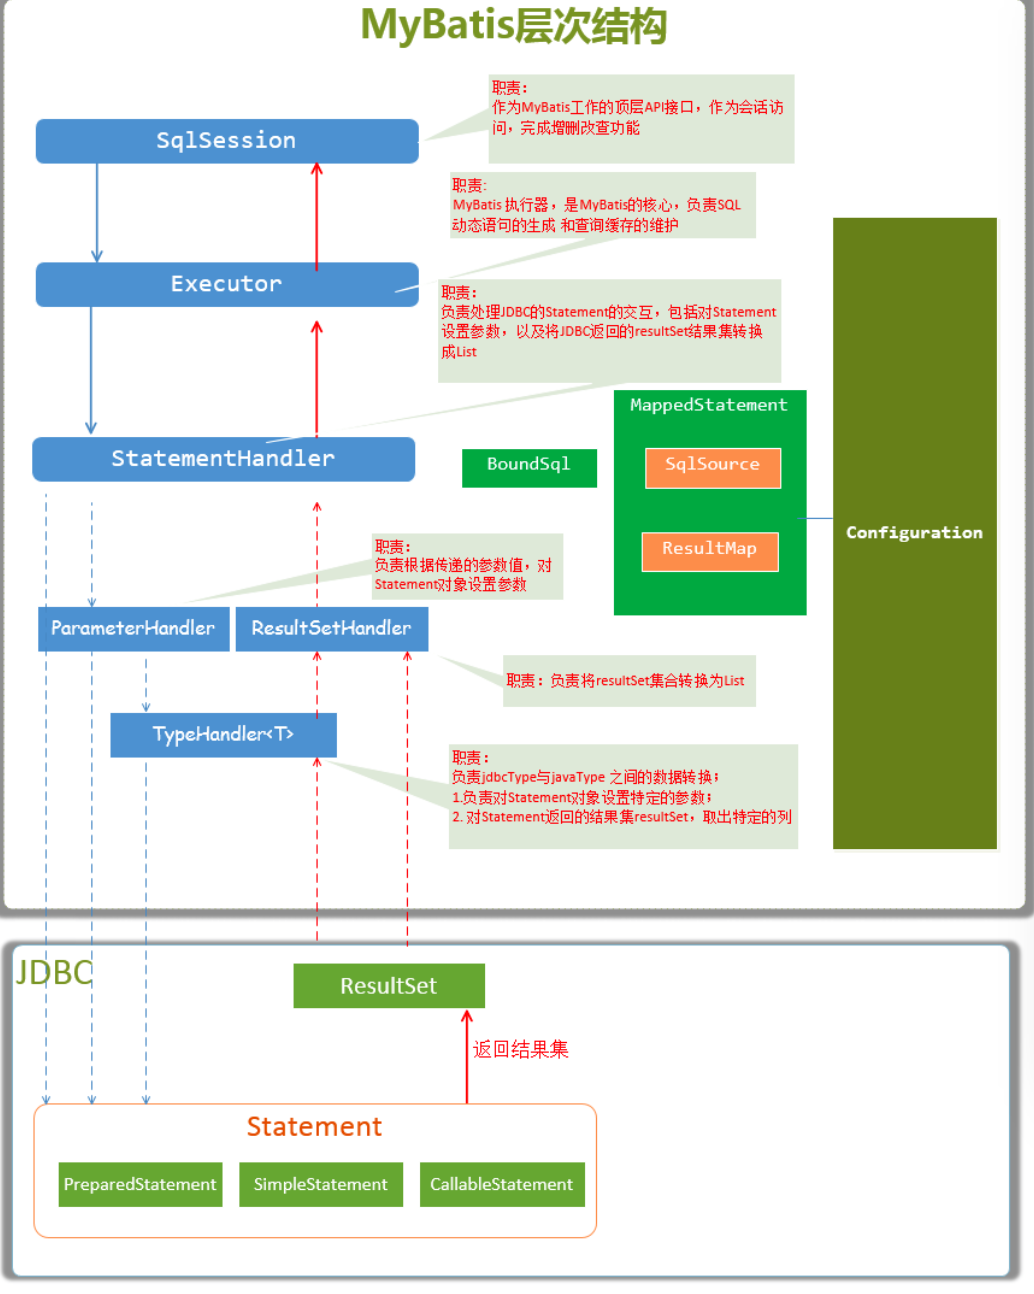 MyBatis层次结构
职责：
作为MyBatis工作的顶层API接口，作为会话访
问，完成增删改查功能
SqlSession
职责:
MyBatis 执行器，是MyBatis的核心，负责SQL
动态语句的生成 和查询缓存的维护
Executor
职责：
负责处理JDBC的Statement的交互，包括对Statement
设置参数，以及将JDBC返回的resultSet结果集转换
成List
StatementHandler
BoundSql
MappedStatement
SqlSource
ResultMap
Configuration
职责：
负责根据传递的参数值，对
Statement对象设置参数
ParameterHandler
ResultSetHandler
职责：负责将resultSet集合转换为List
TypeHandler<T>
职责：
负责jdbcType与javaType 之间的数据转换；
1.负责对Statement对象设置特定的参数；
2. 对Statement返回的结果集resultSet，取出特定的列
JDBC
ResultSet
返回结果集
Statement
PreparedStatement
SimpleStatement
CallableStatement